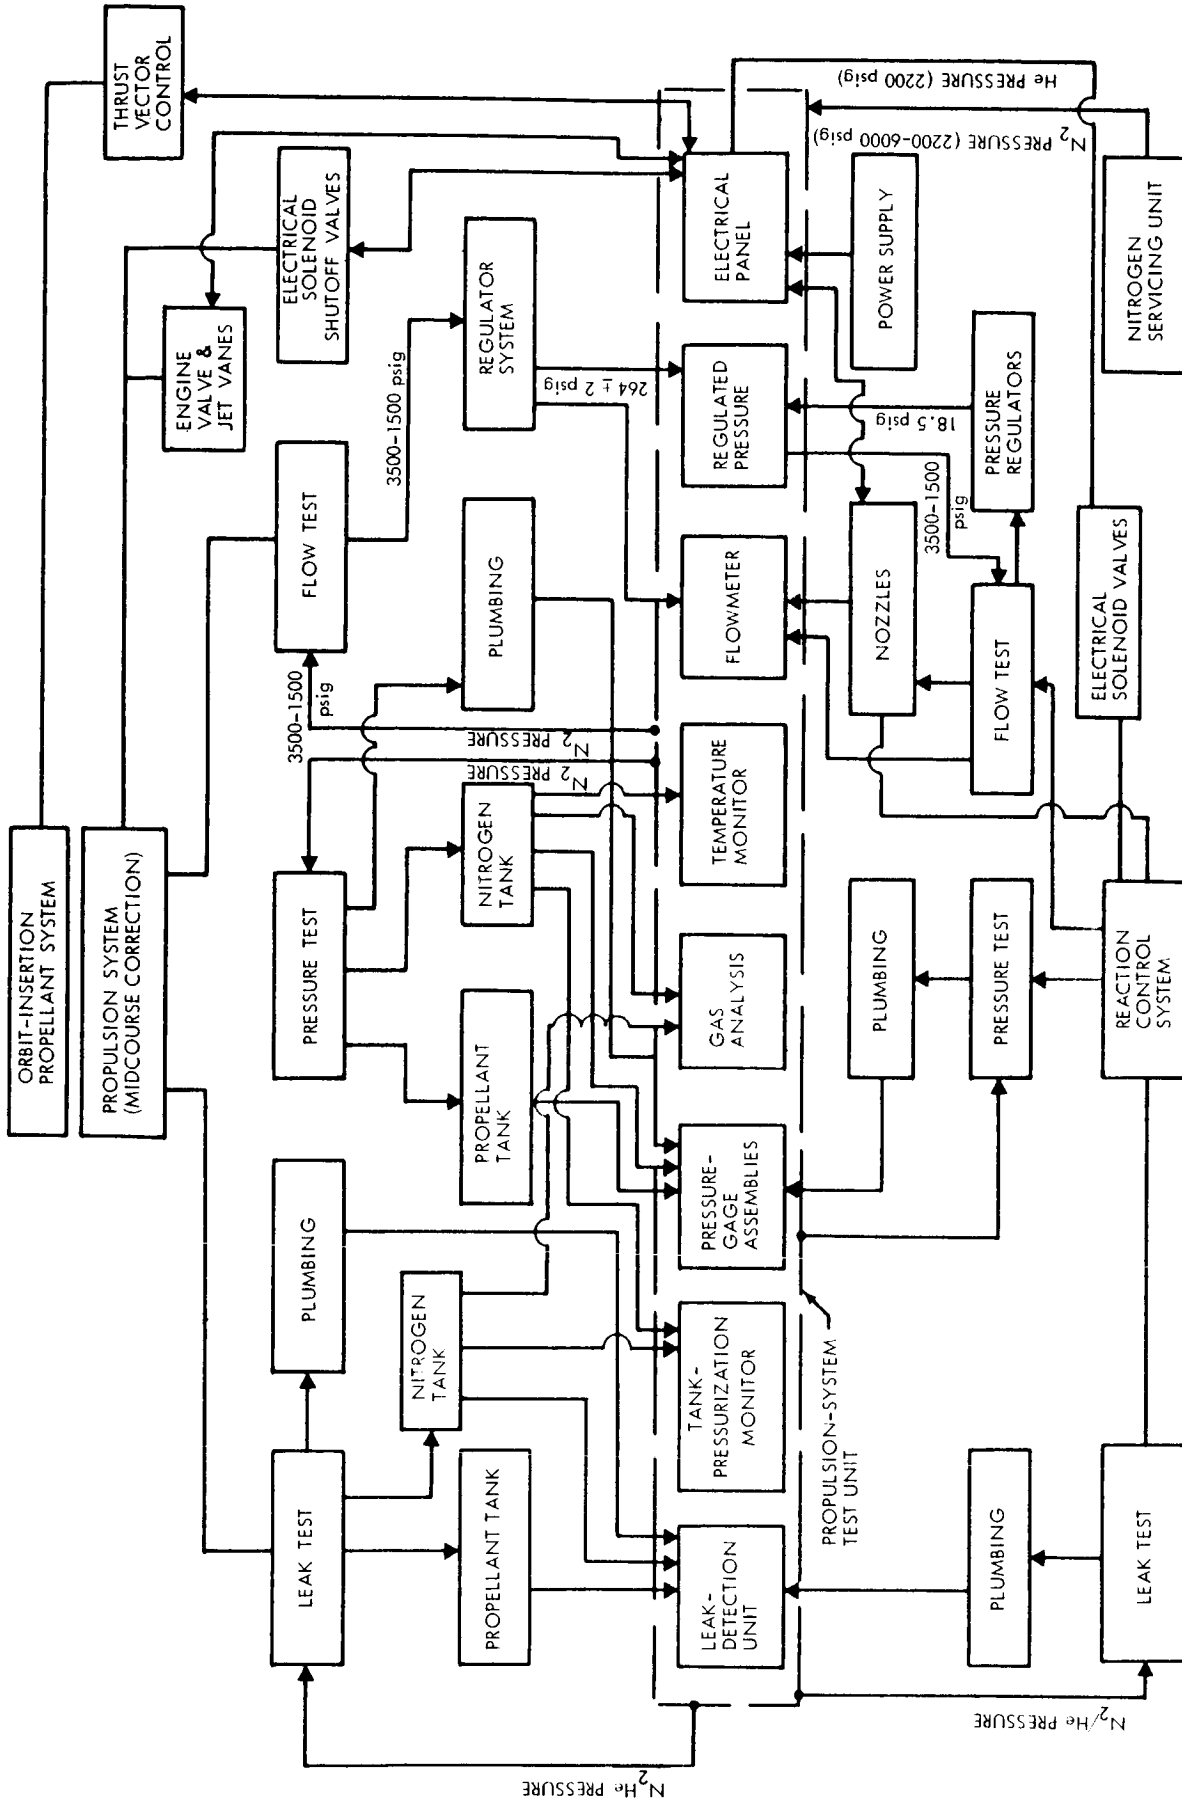 ORBIT-INSERTION
PROPELLANT SYSTEM
PROPULSION SYSTEM
(MIDCOURSE CORRECTION)
THRUST
VECTOR
CONTROL
ENGINE
VALVE &
JET VANES
LEAK TEST
PLUMBING
PRESSURE TEST
3500-1500
psig
FLOW TEST
ELECTRICAL
SOLENOID
SHUTOFF VALVES
NITROGEN
TANK
3500-1500 psig
PROPELLANT TANK
PROPELLANT
TANK
NITROGEN
TANK
N2 PRESSURE
N2 PRESSURE
PLUMBING
REGULATOR
SYSTEM
N2He PRESSURE
264 ± 2 psig
LEAK-
DETECTION
UNIT
TANK-
PRESSURIZATION
MONITOR
PRESSURE-
GAGE
ASSEMBLIES
GAS
ANALYSIS
TEMPERATURE
MONITOR
FLOWMETER
REGULATED
PRESSURE
ELECTRICAL
PANEL
PROPULSION-SYSTEM
TEST UNIT
N2 PRESSURE (2200-6000
psig)
He PRESSURE (2200 psig)
PLUMBING
NOZZLES
POWER SUPPLY
18.5 psig
3500-1500
psig
N2/He PRESSURE
PLUMBING
PRESSURE TEST
FLOW TEST
PRESSURE
REGULATORS
LEAK TEST
REACTION
CONTROL
SYSTEM
ELECTRICAL
SOLENOID VALVES
NITROGEN
SERVICING UNIT